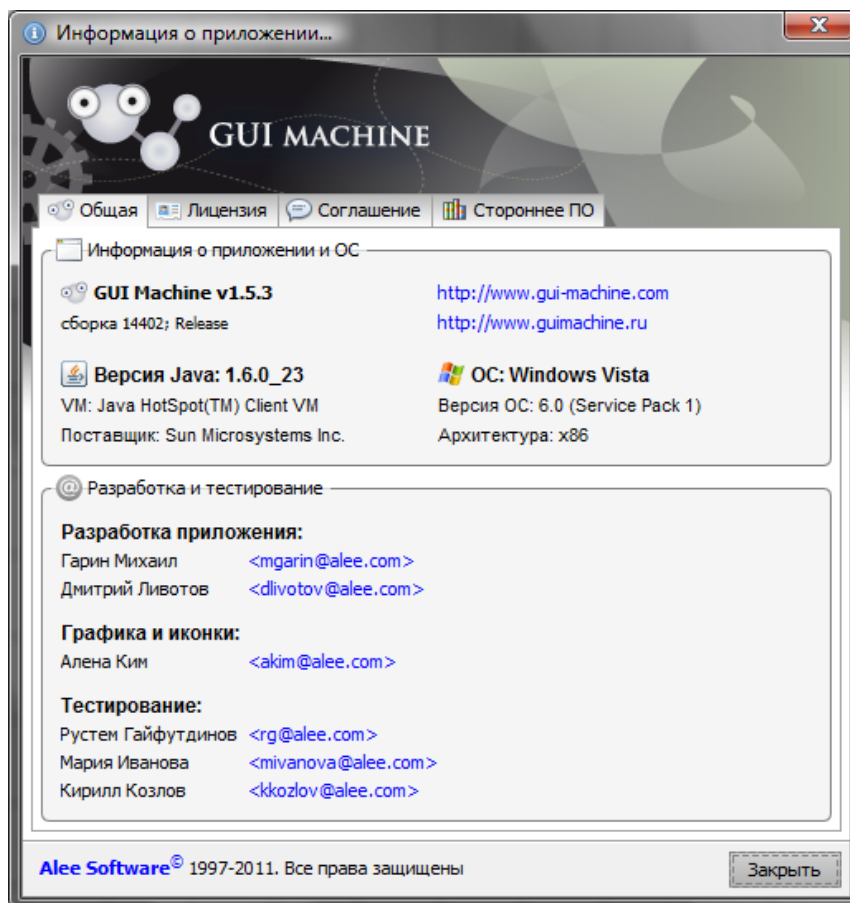 Информация о приложении...
GUI MACHINE
Общая Лицензия Соглашение Стороннее ПО
Информация о приложении и ОС
GUI Machine v1.5.3 http://www.gui-machine.com
сборка 14402; Release http://www.guimachine.ru
Версия Java: 1.6.0_23 ОС: Windows Vista
VM: Java HotSpot(TM) Client VM Версия ОС: 6.0 (Service Pack 1)
Поставщик: Sun Microsystems Inc. Архитектура: x86
Разработка и тестирование
Разработка приложения:
Гарин Михаил <mgarin@alee.com>
Дмитрий Ливотов <dlivotov@alee.com>
Графика и иконки:
Алена Ким <akim@alee.com>
Тестирование:
Рустем Гайфутдинов <rg@alee.com>
Мария Иванова <mivanova@alee.com>
Кирилл Козлов <kkozlov@alee.com>
Alee Software© 1997-2011. Все права защищены Закрыть